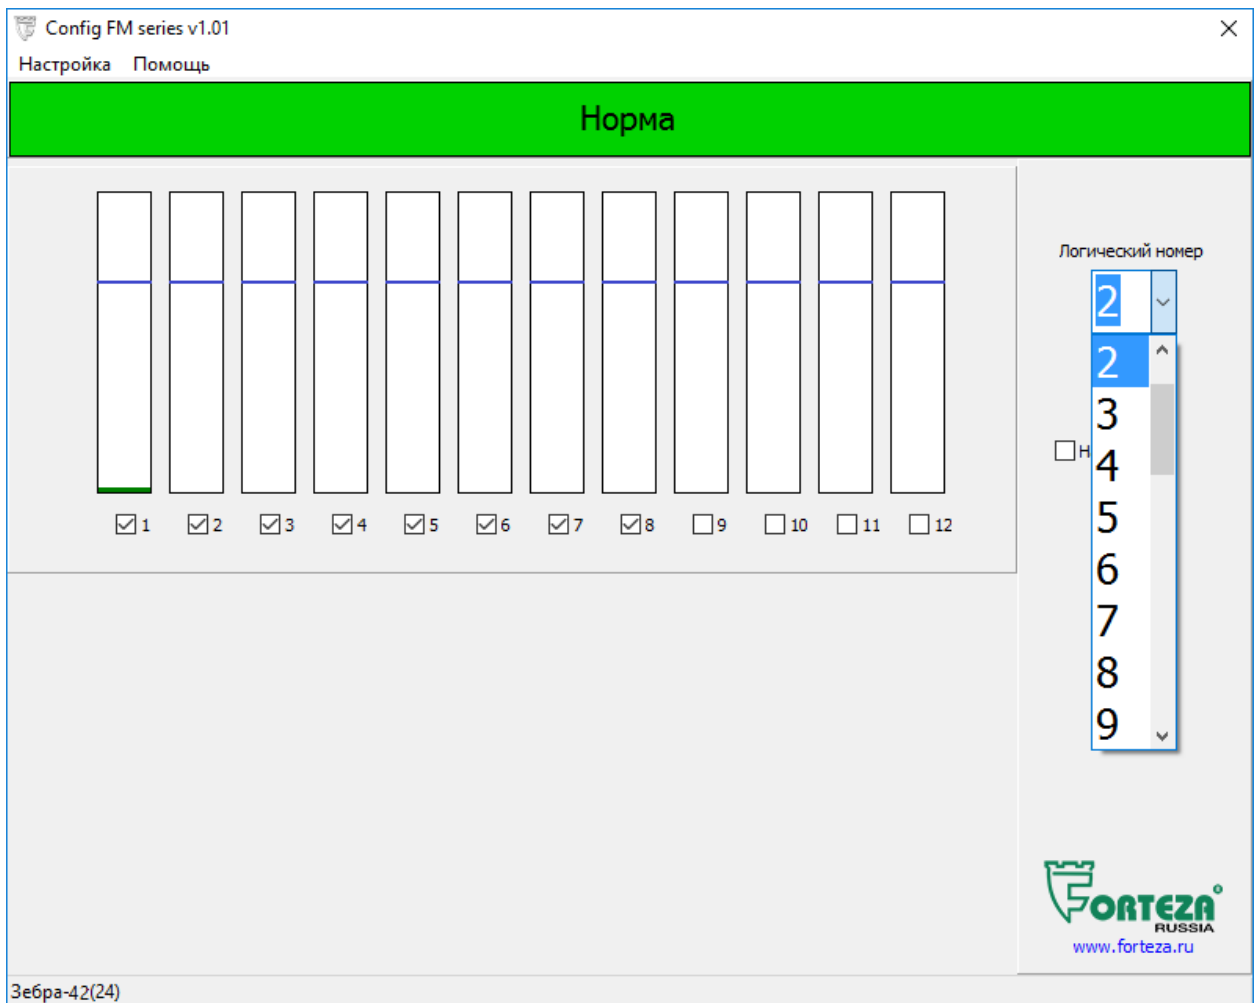 Config FM series v1.01
Настройка Помощь
Норма
Логический номер
2
2
3
4
5
6
7
8
9
Н
1 2 3 4 5 6 7 8 9 10 11 12
FORTEZA®
RUSSIA
www.forteza.ru
Зебра-42(24)